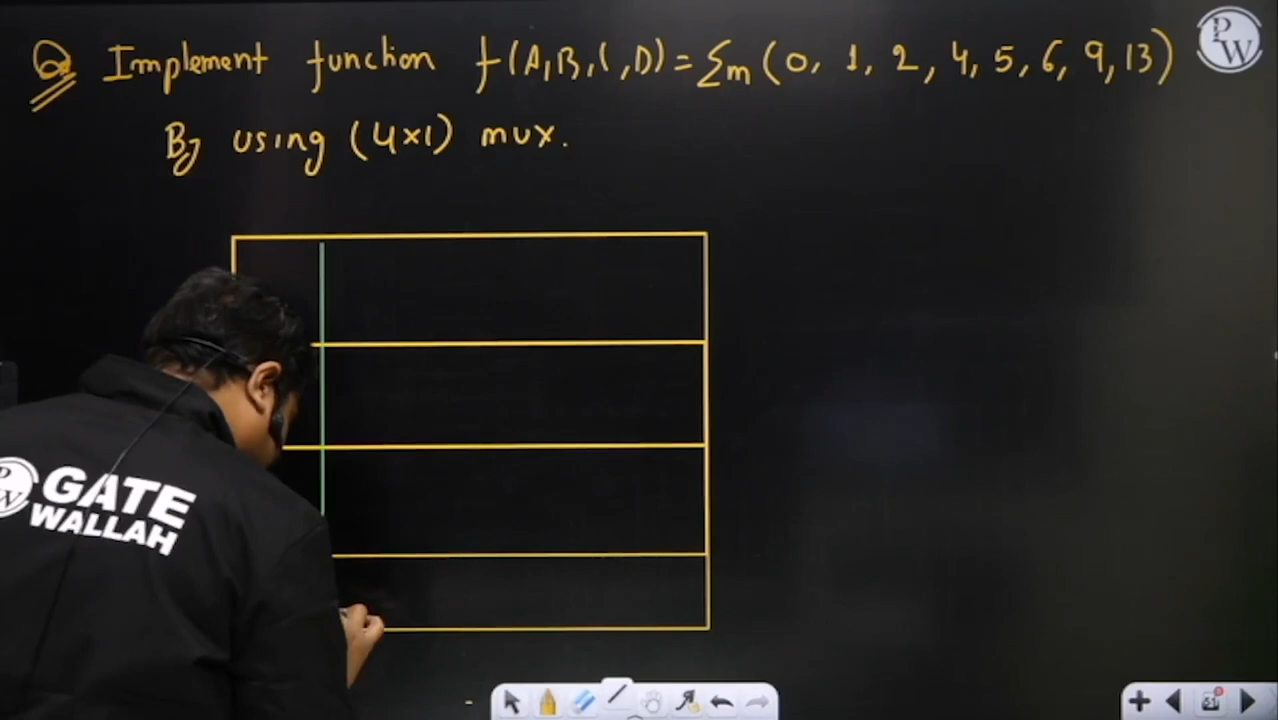 Q Implement function f(A,B,C,D) = Σm (0, 1, 2, 4, 5, 6, 9, 13)
By using (4×1) mux.
PW
GATE
WALLAH
61